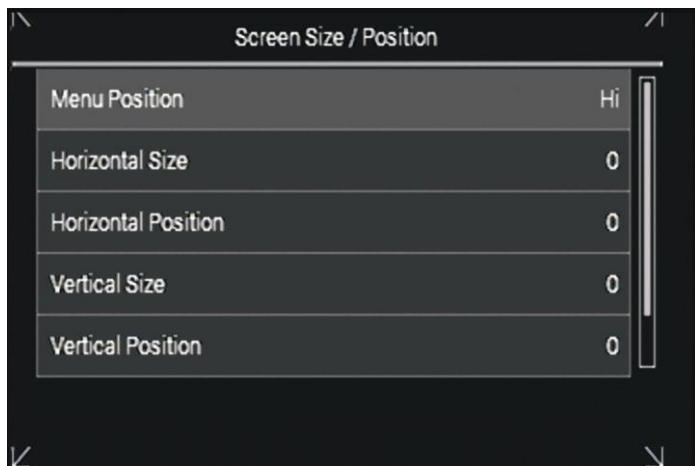 Screen Size / Position
Menu Position Hi
Horizontal Size 0
Horizontal Position 0
Vertical Size 0
Vertical Position 0